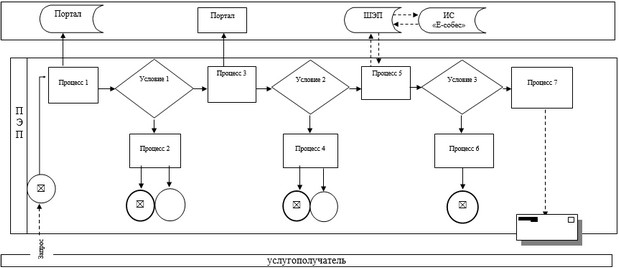 Портал
Портал
ШЭП
ИС
«Е-собес»
ПЭП
Процесс 1
Условие 1
Процесс 3
Условие 2
Процесс 5
Условие 3
Процесс 7
Процесс 2
Процесс 4
Процесс 6
Запрос
услугополучатель